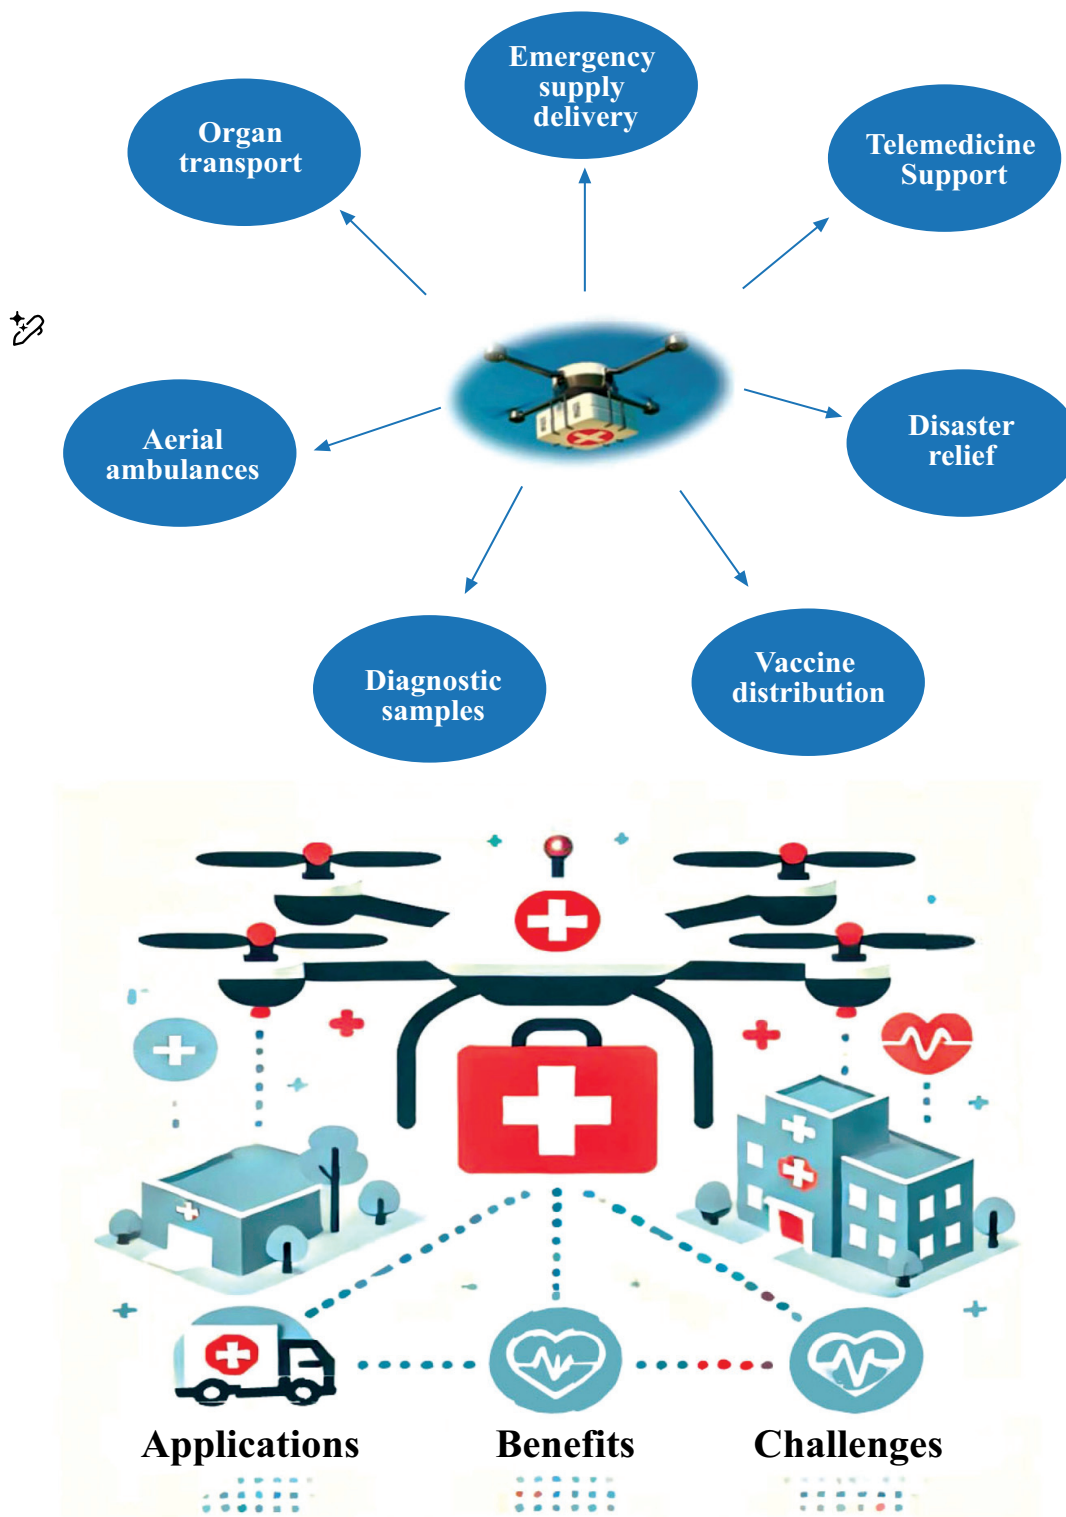 Emergency
supply
delivery
Organ
transport
Telemedicine
Support
Aerial
ambulances
Disaster
relief
Diagnostic
samples
Vaccine
distribution
Applications
Benefits
Challenges